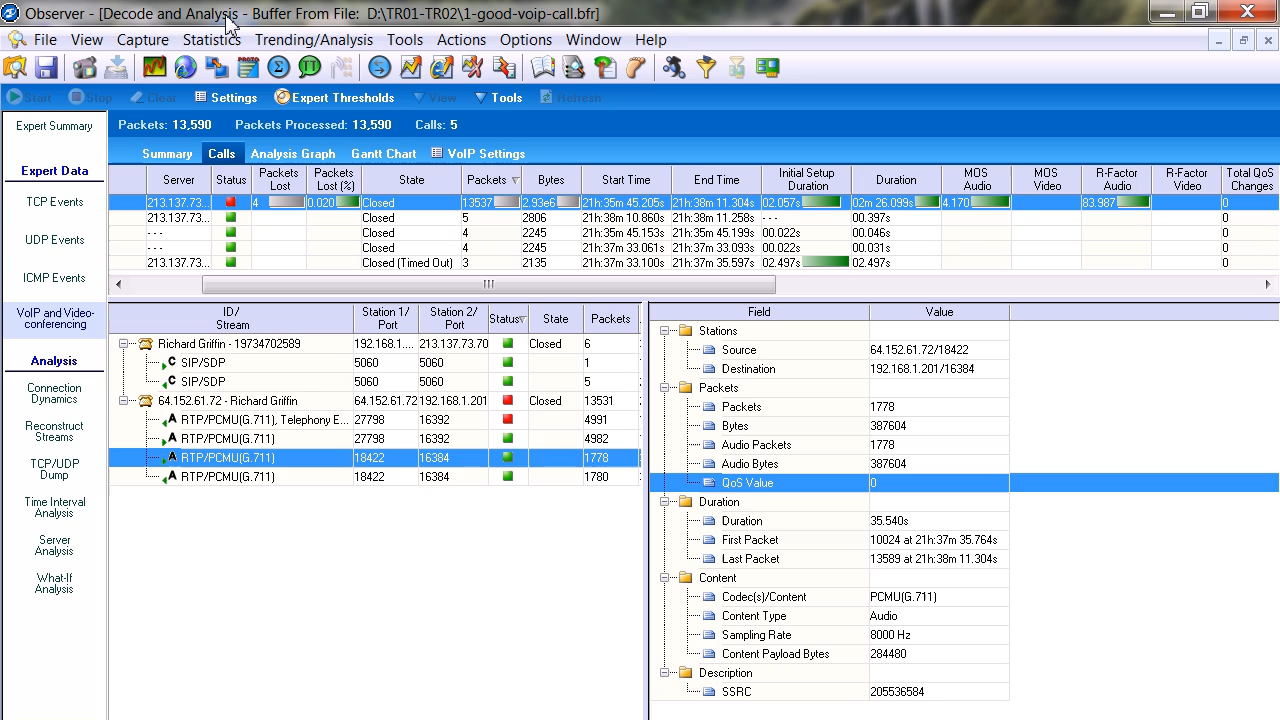 Observer - [Decode and Analysis - Buffer From File: D:\TR01-TR02\1-good-voip-call.bfr]
File View Capture Statistics Trending/Analysis Tools Actions Options Window Help
Start Stop Clear Settings Expert Thresholds View Tools Refresh
Expert Summary
Expert Data
TCP Events
UDP Events
ICMP Events
VoIP and Video-
conferencing
Analysis
Connection
Dynamics
Reconstruct
Streams
TCP/UDP
Dump
Time Interval
Analysis
Server
Analysis
What-If
Analysis
Packets: 13,590 Packets Processed: 13,590 Calls: 5
Summary Calls Analysis Graph Gantt Chart VoIP Settings
Server Status Packets Lost Packets Lost (%) State Packets Bytes Start Time End Time Initial Setup Duration Duration MOS Audio MOS Video R-Factor Audio R-Factor Video Total QoS Changes
213.137.73... 4 0.020 Closed 13537 2.93e6 21h:35m 45.205s 21h:38m 11.304s 02.057s 02m 26.099s 4.170 83.987 0
213.137.73... Closed 5 2806 21h:38m 10.860s 21h:38m 11.258s --- 00.397s 0
--- Closed 4 2245 21h:35m 45.153s 21h:35m 45.199s 00.022s 00.046s 0
--- Closed 4 2245 21h:37m 33.061s 21h:37m 33.093s 00.022s 00.031s 0
213.137.73... Closed (Timed Out) 3 2135 21h:37m 33.100s 21h:37m 35.597s 02.497s 02.497s 0
ID/ Stream Station 1/ Port Station 2/ Port Status State Packets
Richard Griffin - 19734702589 192.168.1.... 213.137.73.70 Closed 6
C SIP/SDP 5060 5060 1
C SIP/SDP 5060 5060 5
64.152.61.72 - Richard Griffin 64.152.61.72 192.168.1.201 Closed 13531
A RTP/PCMU(G.711), Telephony E... 27798 16392 4991
A RTP/PCMU(G.711) 27798 16392 4982
A RTP/PCMU(G.711) 18422 16384 1778
A RTP/PCMU(G.711) 18422 16384 1780
Field Value
Stations
Source 64.152.61.72/18422
Destination 192.168.1.201/16384
Packets
Packets 1778
Bytes 387604
Audio Packets 1778
Audio Bytes 387604
QoS Value 0
Duration
Duration 35.540s
First Packet 10024 at 21h:37m 35.764s
Last Packet 13589 at 21h:38m 11.304s
Content
Codec(s)/Content PCMU(G.711)
Content Type Audio
Sampling Rate 8000 Hz
Content Payload Bytes 284480
Description
SSRC 205536584